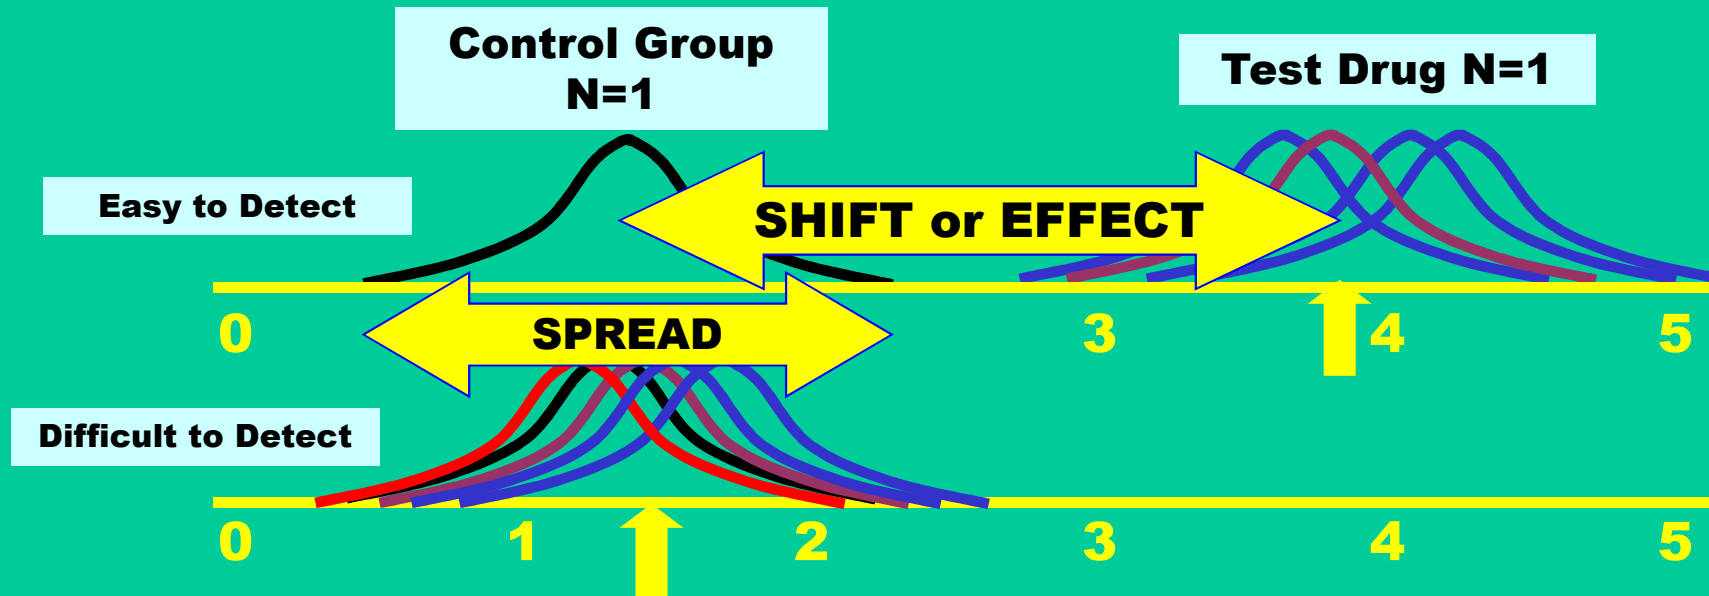 Control Group
N=1
Test Drug N=1
Easy to Detect
SHIFT or EFFECT
0 3 4 5
SPREAD
Difficult to Detect
0 1 2 3 4 5